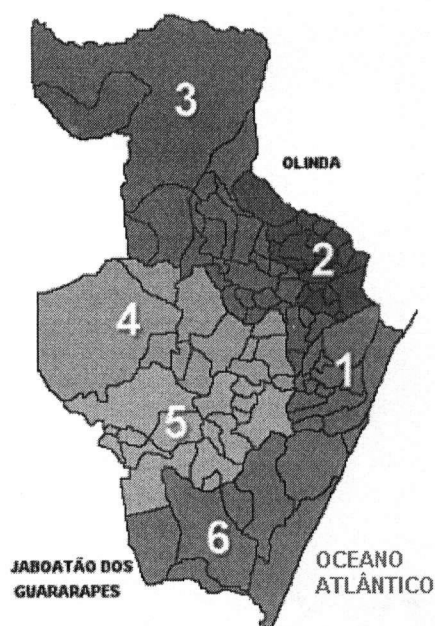 3
OLINDA
2
4
1
5
6
JABOATÃO DOS
GUARARAPES
OCEANO
ATLÂNTICO